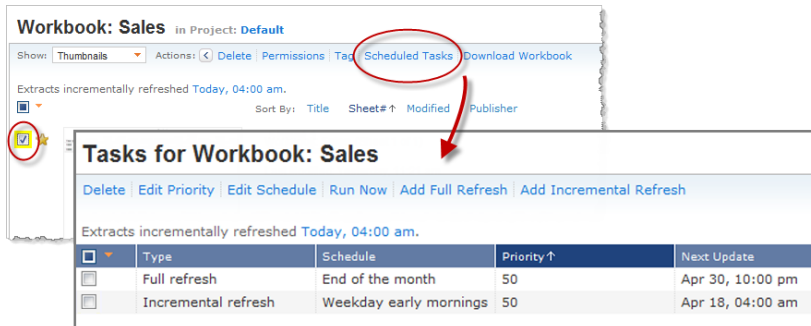 Workbook: Sales in Project: Default
Show: Thumbnails Actions: Delete Permissions Tag Scheduled Tasks Download Workbook
Extracts incrementally refreshed Today, 04:00 am.
Sort By: Title Sheet#↑ Modified Publisher
Tasks for Workbook: Sales
Delete Edit Priority Edit Schedule Run Now Add Full Refresh Add Incremental Refresh
Extracts incrementally refreshed Today, 04:00 am.
Type Schedule Priority↑ Next Update
Full refresh End of the month 50 Apr 30, 10:00 pm
Incremental refresh Weekday early mornings 50 Apr 18, 04:00 am